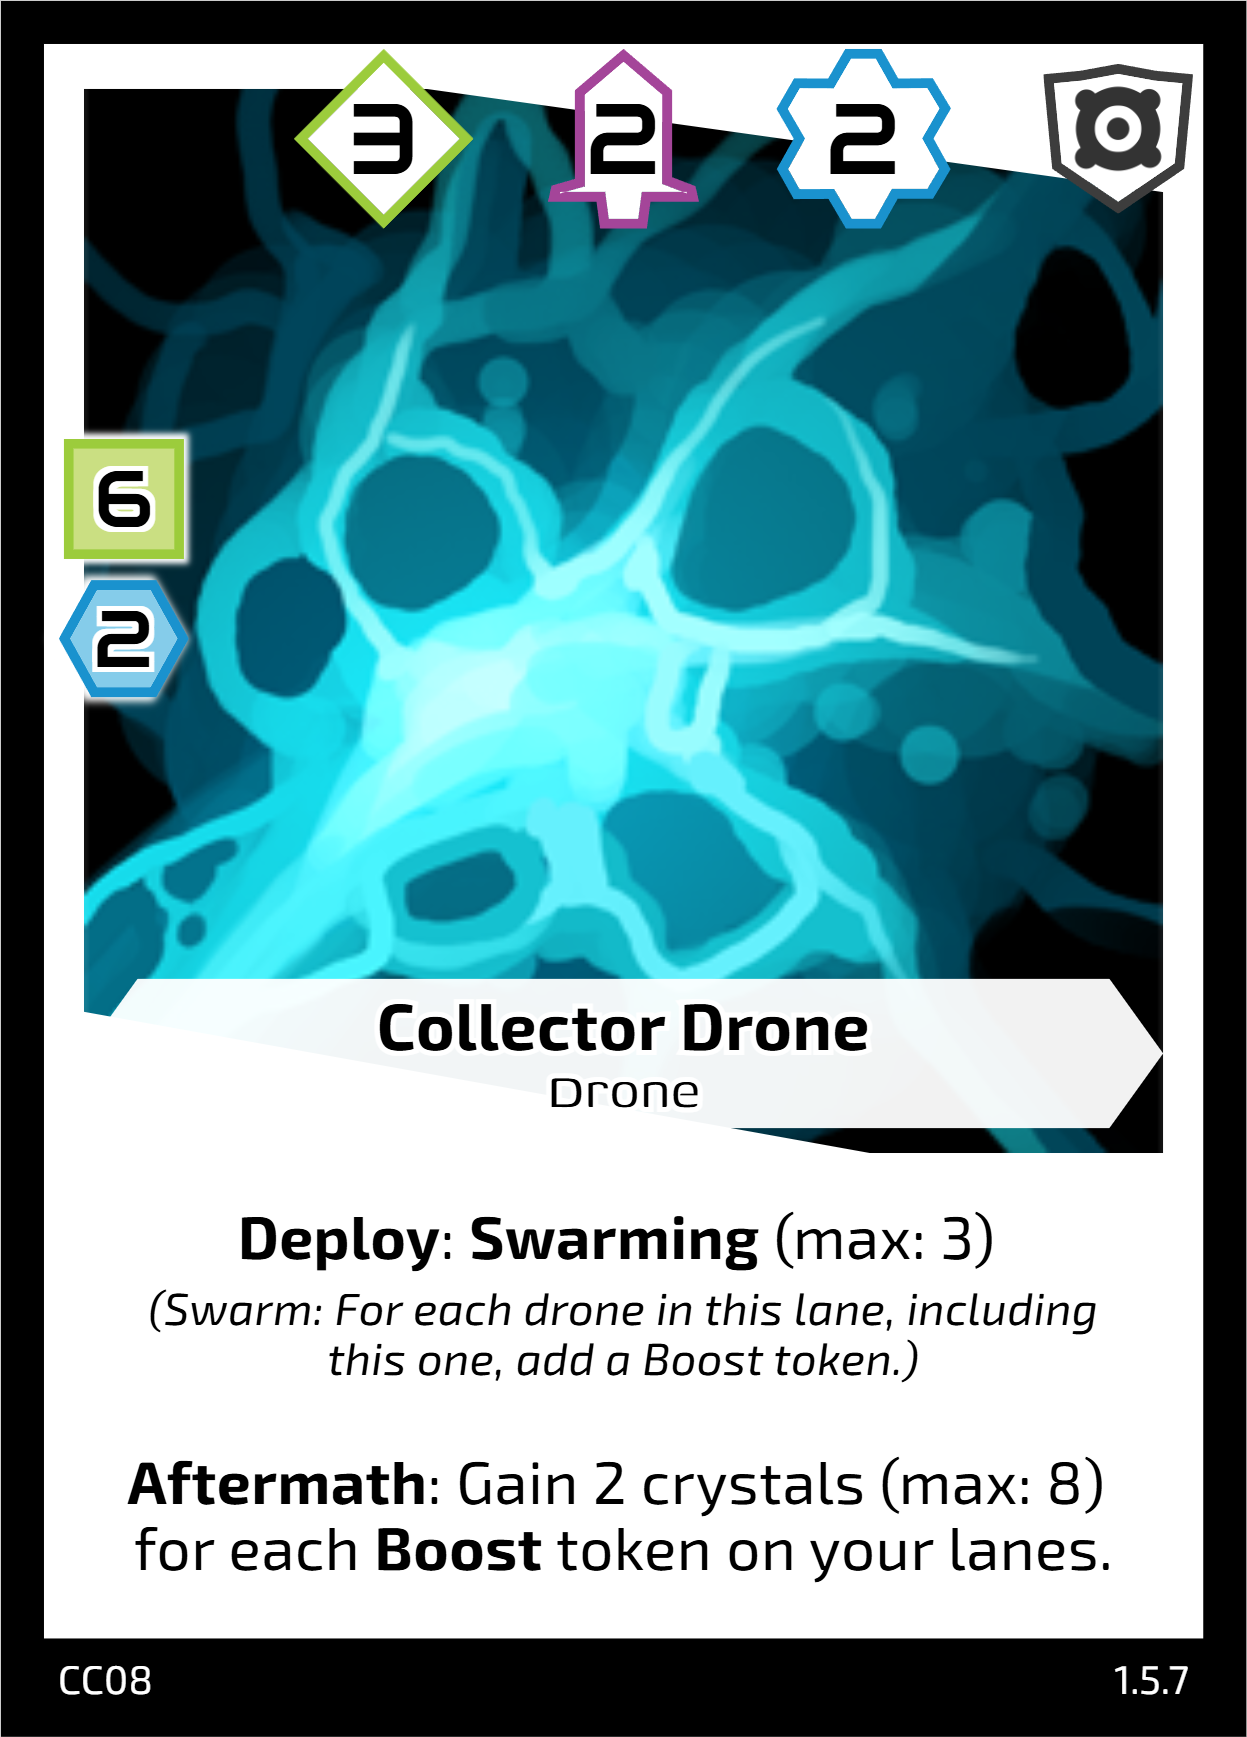 3 2 2
6
2
Collector Drone
Drone
Deploy: Swarming (max: 3)
(Swarm: For each drone in this lane, including
this one, add a Boost token.)
Aftermath: Gain 2 crystals (max: 8)
for each Boost token on your lanes.
CC08 1.5.7